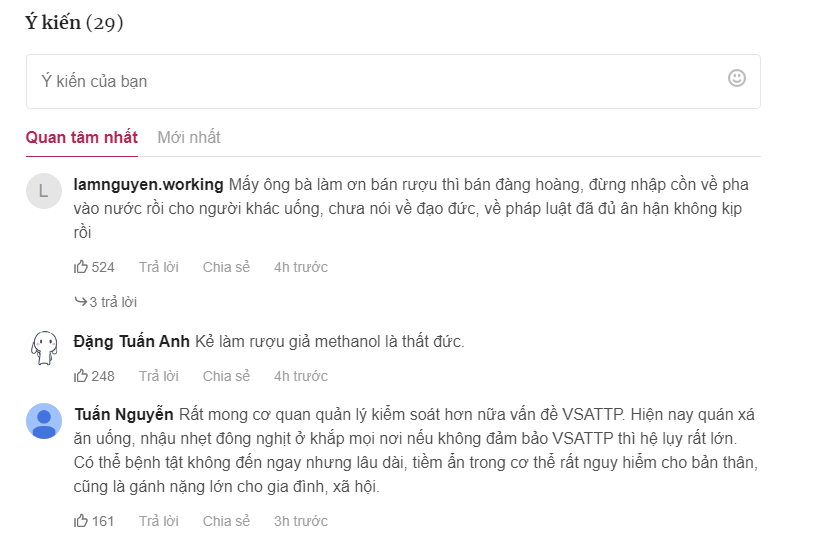 Ý kiến (29)
Ý kiến của bạn
Quan tâm nhất Mới nhất
L
lamnguyen.working Mấy ông bà làm ơn bán rượu thì bán đàng hoàng, đừng nhập cồn về pha
vào nước rồi cho người khác uống, chưa nói về đạo đức, về pháp luật đã đủ ân hận không kịp
rồi
524 Trả lời Chia sẻ 4h trước
3 trả lời
Đặng Tuấn Anh Kẻ làm rượu giả methanol là thất đức.
248 Trả lời Chia sẻ 4h trước
Tuấn Nguyễn Rất mong cơ quan quản lý kiểm soát hơn nữa vấn đề VSATTP. Hiện nay quán xá
ăn uống, nhậu nhẹt đông nghịt ở khắp mọi nơi nếu không đảm bảo VSATTP thì hệ lụy rất lớn.
Có thể bệnh tật không đến ngay nhưng lâu dài, tiềm ẩn trong cơ thể rất nguy hiểm cho bản thân,
cũng là gánh nặng lớn cho gia đình, xã hội.
161 Trả lời Chia sẻ 3h trước